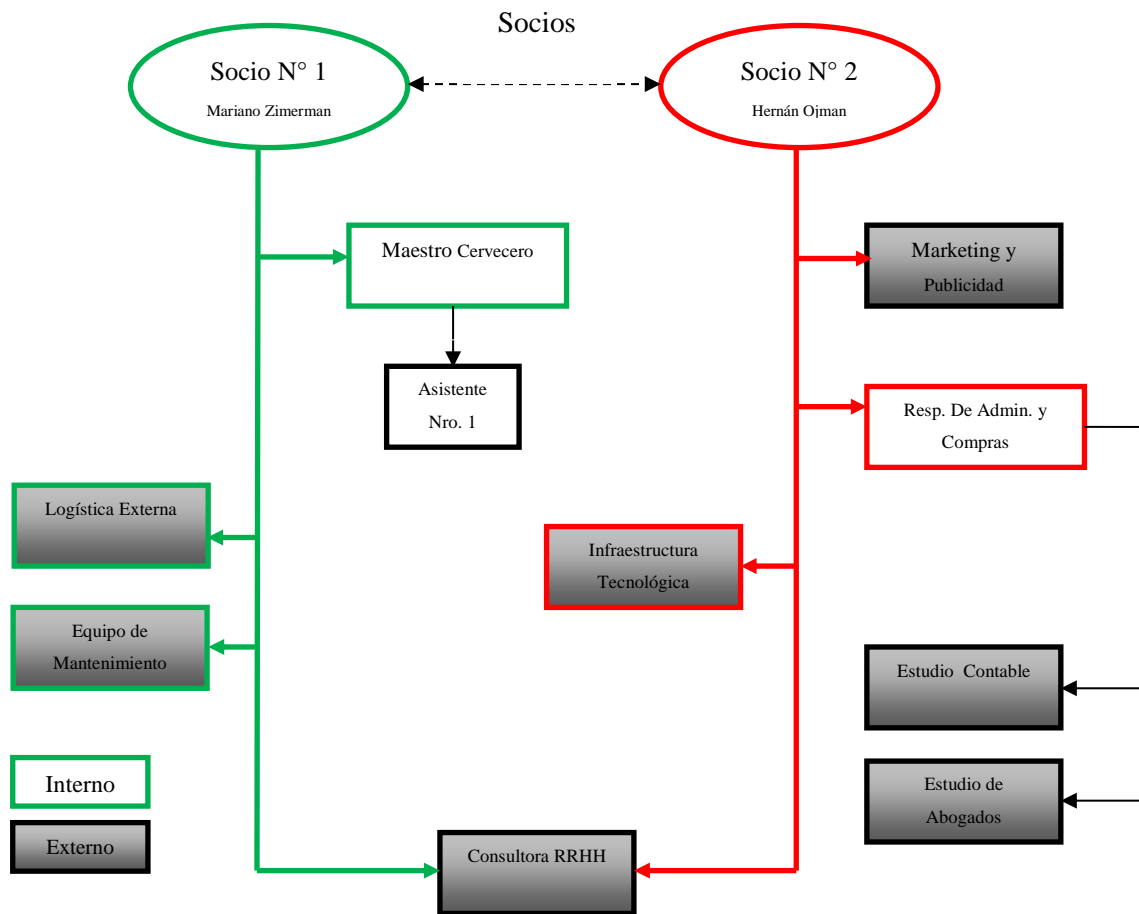 Socios
Socio N° 1
Mariano Zimerman
Socio N° 2
Hernán Ojman
Maestro Cervecero
Marketing y
Publicidad
Asistente
Nro. 1
Resp. De Admin. y
Compras
Logística Externa
Infraestructura
Tecnológica
Equipo de
Mantenimiento
Estudio Contable
Interno
Estudio de
Abogados
Externo
Consultora RRHH